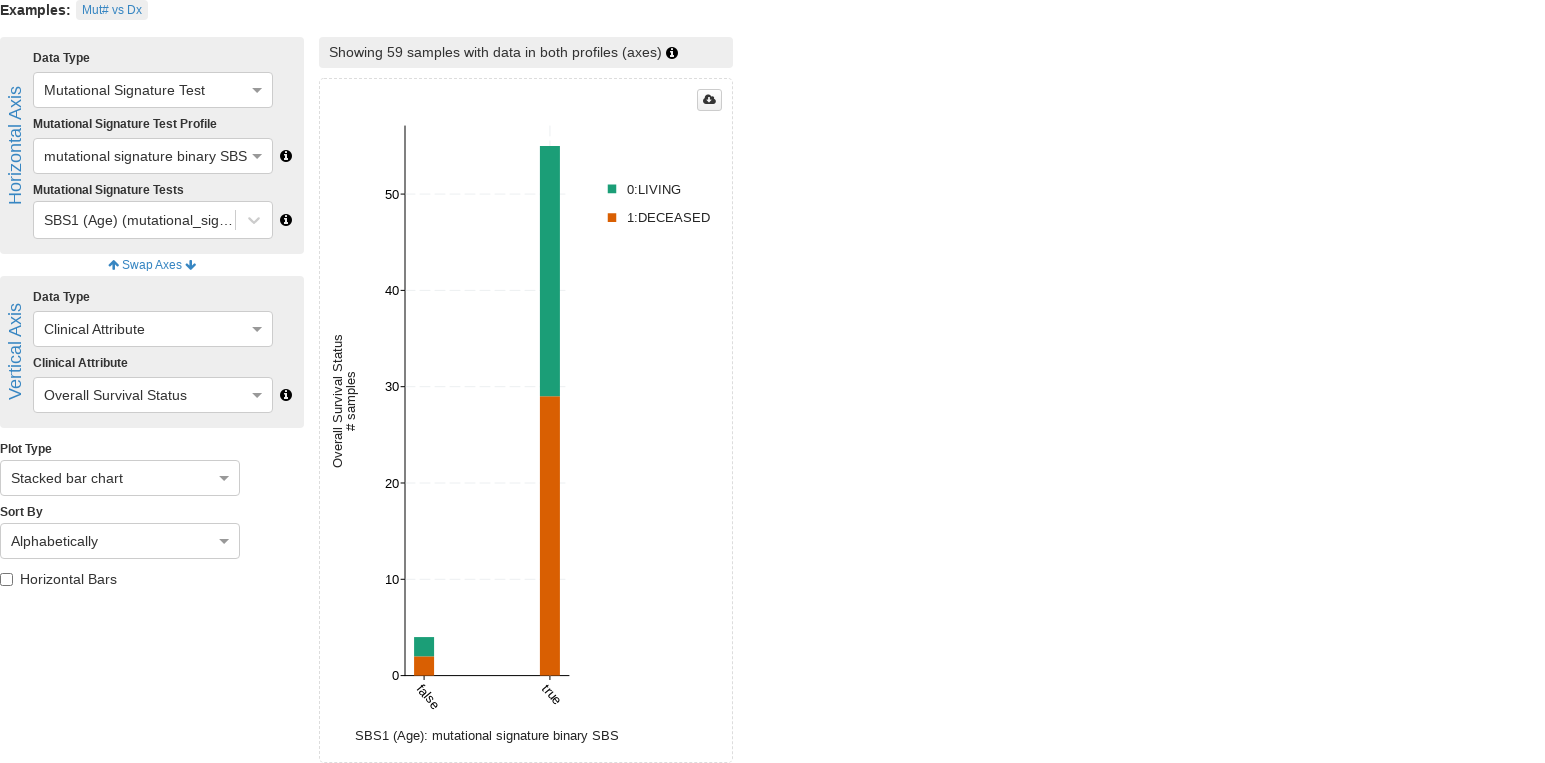 Examples: Mut# vs Dx
Horizontal Axis
Data Type
Mutational Signature Test
Mutational Signature Test Profile
mutational signature binary SBS
Mutational Signature Tests
SBS1 (Age) (mutational_sig...
Swap Axes
Vertical Axis
Data Type
Clinical Attribute
Clinical Attribute
Overall Survival Status
Plot Type
Stacked bar chart
Sort By
Alphabetically
Horizontal Bars
Showing 59 samples with data in both profiles (axes)
0:LIVING
1:DECEASED
50
40
30
20
10
0
Overall Survival Status
# samples
false
true
SBS1 (Age): mutational signature binary SBS